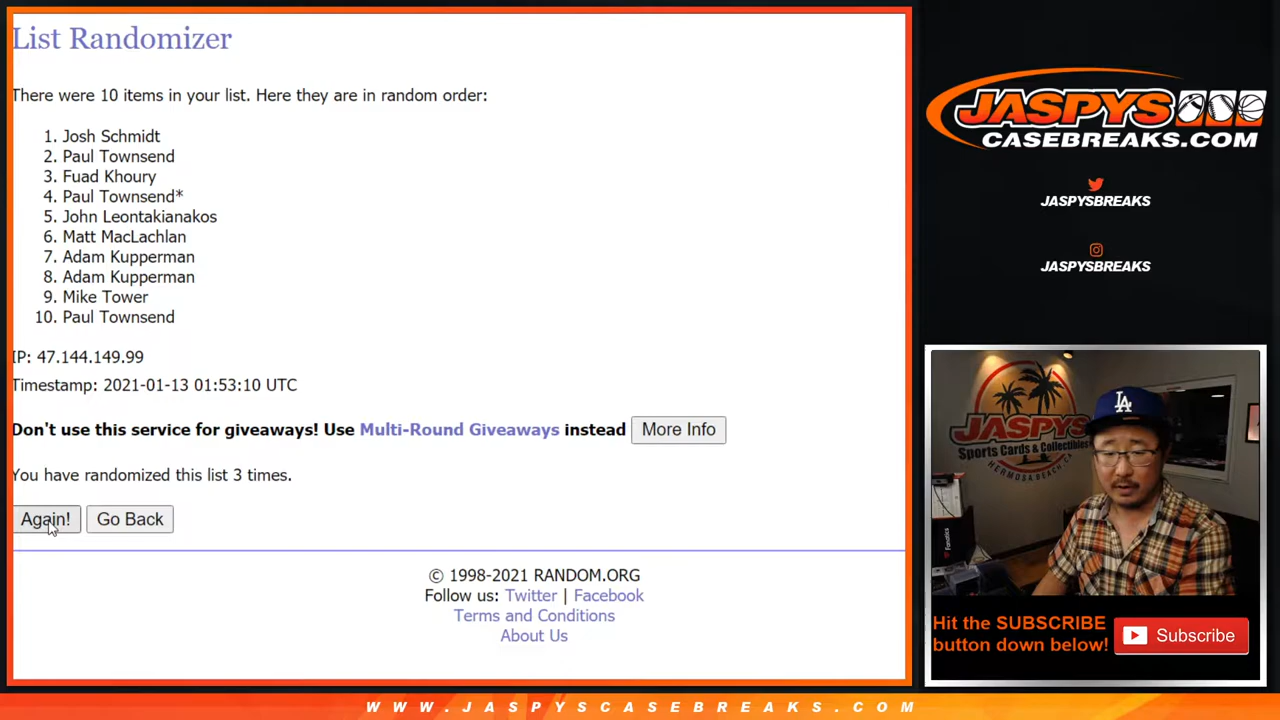 List Randomizer
There were 10 items in your list. Here they are in random order:
1. Josh Schmidt
2. Paul Townsend
3. Fuad Khoury
4. Paul Townsend*
5. John Leontakianakos
6. Matt MacLachlan
7. Adam Kupperman
8. Adam Kupperman
9. Mike Tower
10. Paul Townsend
IP: 47.144.149.99
Timestamp: 2021-01-13 01:53:10 UTC
Don't use this service for giveaways! Use Multi-Round Giveaways instead More Info
You have randomized this list 3 times.
Again! Go Back
© 1998-2021 RANDOM.ORG
Follow us: Twitter | Facebook
Terms and Conditions
About Us
JASPYS
CASEBREAKS.COM
JASPYSBREAKS
JASPYSBREAKS
JASPYS
Sports Cards & Collectibles
HERMOSA BEACH, CA
LA
Fanatics
Hit the SUBSCRIBE
button down below!
Subscribe
WWW.JASPYSCASEBREAKS.COM